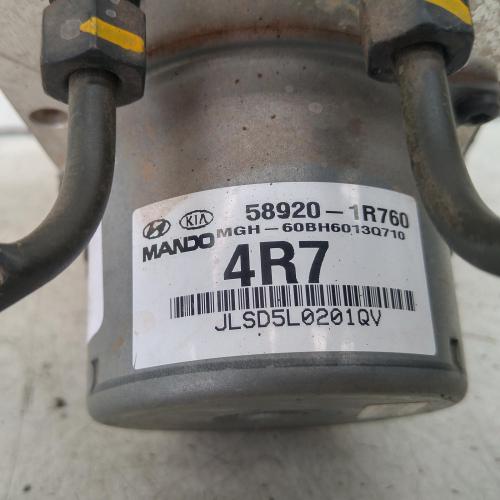 KIA 58920-1R760
MANDO MGH-60BH6013Q710
4R7
JLSD5L0201QV